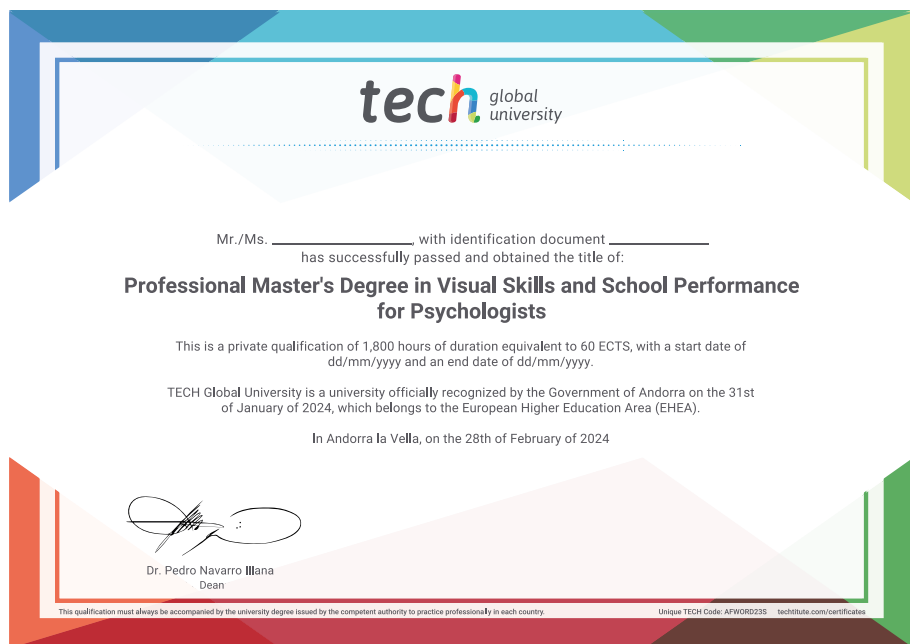 tech global
university
Mr./Ms. ________________, with identification document ____________
has successfully passed and obtained the title of:
Professional Master's Degree in Visual Skills and School Performance
for Psychologists
This is a private qualification of 1,800 hours of duration equivalent to 60 ECTS, with a start date of
dd/mm/yyyy and an end date of dd/mm/yyyy.
TECH Global University is a university officially recognized by the Government of Andorra on the 31st
of January of 2024, which belongs to the European Higher Education Area (EHEA).
In Andorra la Vella, on the 28th of February of 2024
Dr. Pedro Navarro Illana
Dean
This qualification must always be accompanied by the university degree issued by the competent authority to practice professionally in each country.
Unique TECH Code: AFWORD23S techtitute.com/certificates